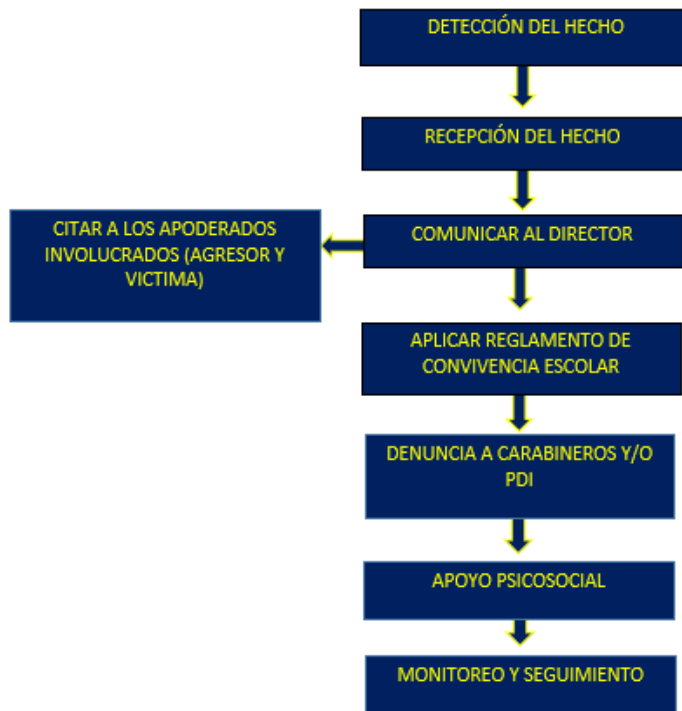 DETECCIÓN DEL HECHO
RECEPCIÓN DEL HECHO
CITAR A LOS APODERADOS
INVOLUCRADOS (AGRESOR Y
VICTIMA)
COMUNICAR AL DIRECTOR
APLICAR REGLAMENTO DE
CONVIVENCIA ESCOLAR
DENUNCIA A CARABINEROS Y/O
PDI
APOYO PSICOSOCIAL
MONITOREO Y SEGUIMIENTO